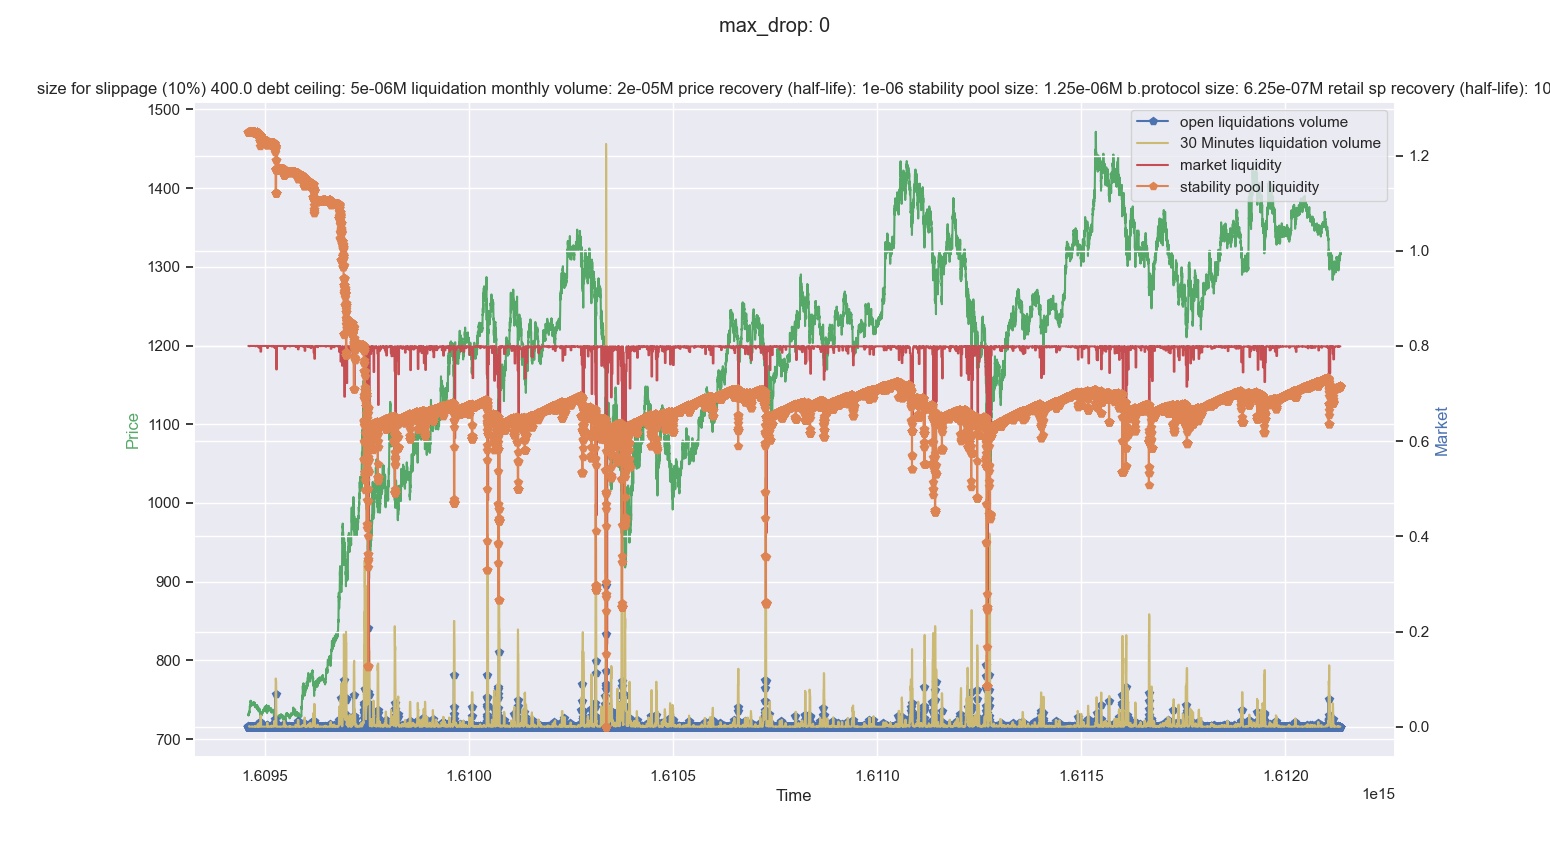 max_drop: 0
size for slippage (10%) 400.0 debt ceiling: 5e-06M liquidation monthly volume: 2e-05M price recovery (half-life): 1e-06 stability pool size: 1.25e-06M b.protocol size: 6.25e-07M retail sp recovery (half-life): 10
open liquidations volume
30 Minutes liquidation volume
market liquidity
stability pool liquidity
1500
1400
1300
1200
1100
1000
900
800
700
Price
1.2
1.0
0.8
0.6
0.4
0.2
0.0
Market
1.6095 1.6100 1.6105 1.6110 1.6115 1.6120
Time
1e15